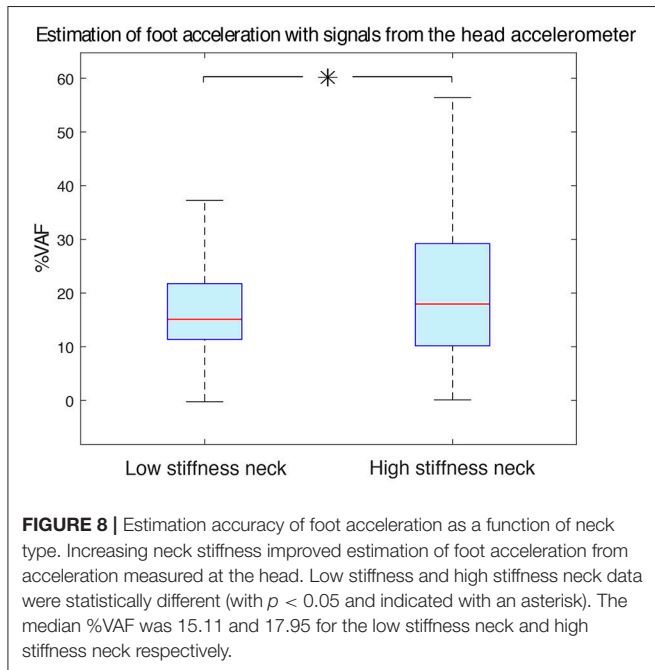 Estimation of foot acceleration with signals from the head accelerometer
60
50
40
30
20
10
0
%VAF
Low stiffness neck
High stiffness neck
FIGURE 8 | Estimation accuracy of foot acceleration as a function of neck
type. Increasing neck stiffness improved estimation of foot acceleration from
acceleration measured at the head. Low stiffness and high stiffness neck data
were statistically different (with p < 0.05 and indicated with an asterisk). The
median %VAF was 15.11 and 17.95 for the low stiffness neck and high
stiffness neck respectively.